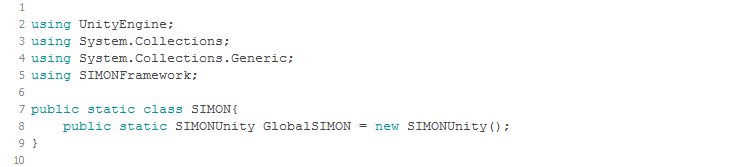 1
2 using UnityEngine;
3 using System.Collections;
4 using System.Collections.Generic;
5 using SIMONFramework;
6
7 public static class SIMON{
8     public static SIMONUnity GlobalSIMON = new SIMONUnity();
9 }
10